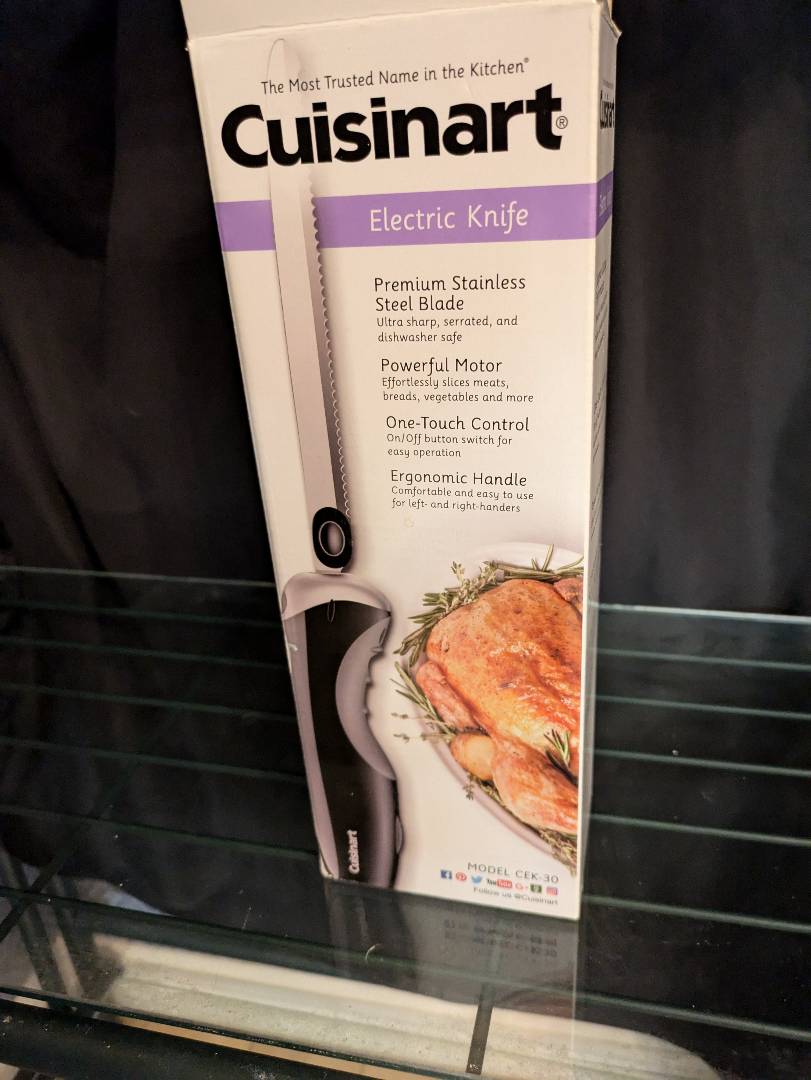 The Most Trusted Name in the Kitchen®
Cuisinart®
Electric Knife
Premium Stainless
Steel Blade
Ultra sharp, serrated, and
dishwasher safe
Powerful Motor
Effortlessly slices meats,
breads, vegetables and more
One-Touch Control
On/Off button switch for
easy operation
Ergonomic Handle
Comfortable and easy to use
for left- and right-handers
Cuisinart
MODEL CEK-30
YouTube
Follow us @Cuisinart